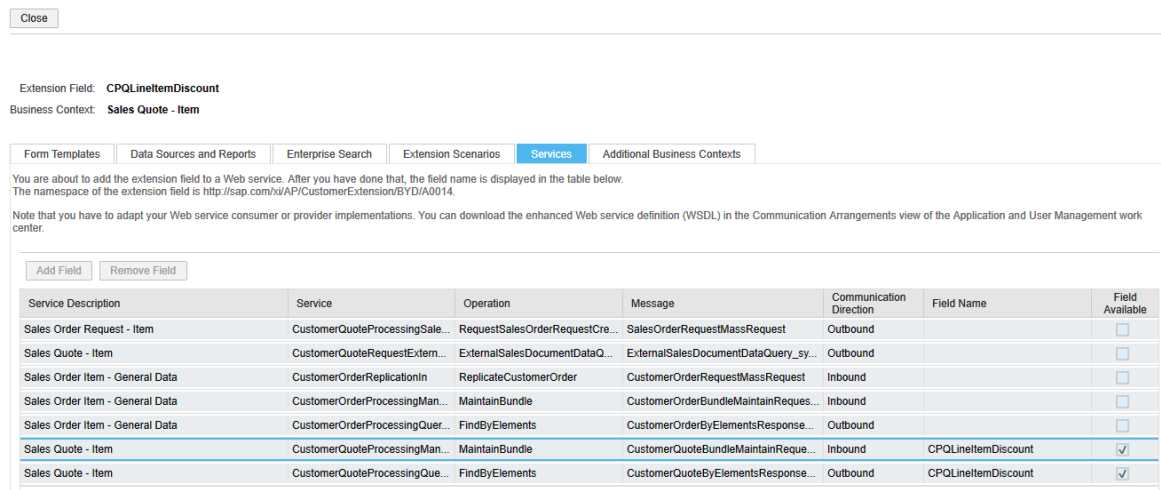 Close
Extension Field: CPQLineItemDiscount
Business Context: Sales Quote - Item
Form Templates Data Sources and Reports Enterprise Search Extension Scenarios Services Additional Business Contexts
You are about to add the extension field to a Web service. After you have done that, the field name is displayed in the table below.
The namespace of the extension field is http://sap.com/xi/AP/CustomerExtension/BYD/A0014.
Note that you have to adapt your Web service consumer or provider implementations. You can download the enhanced Web service definition (WSDL) in the Communication Arrangements view of the Application and User Management work
center.
Add Field Remove Field
Service Description Service Operation Message Communication Direction Field Name Field Available
Sales Order Request - Item CustomerQuoteProcessingSale... RequestSalesOrderRequestCre... SalesOrderRequestMassRequest Outbound
Sales Quote - Item CustomerQuoteRequestExtern... ExternalSalesDocumentDataQ... ExternalSalesDocumentDataQuery_sy... Outbound
Sales Order Item - General Data CustomerOrderReplicationIn ReplicateCustomerOrder CustomerOrderRequestMassRequest Inbound
Sales Order Item - General Data CustomerOrderProcessingMan... MaintainBundle CustomerOrderBundleMaintainReques... Inbound
Sales Order Item - General Data CustomerOrderProcessingQuer... FindByElements CustomerOrderByElementsResponse... Outbound
Sales Quote - Item CustomerQuoteProcessingMan... MaintainBundle CustomerQuoteBundleMaintainReque... Inbound CPQLineItemDiscount
Sales Quote - Item CustomerQuoteProcessingQue... FindByElements CustomerQuoteByElementsResponse... Outbound CPQLineItemDiscount